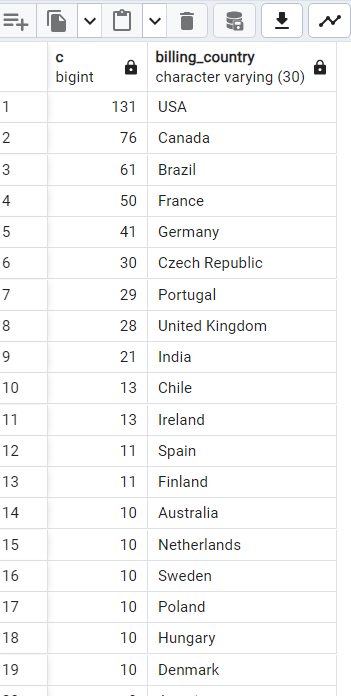 c billing_country
bigint character varying (30)
1 131 USA
2 76 Canada
3 61 Brazil
4 50 France
5 41 Germany
6 30 Czech Republic
7 29 Portugal
8 28 United Kingdom
9 21 India
10 13 Chile
11 13 Ireland
12 11 Spain
13 11 Finland
14 10 Australia
15 10 Netherlands
16 10 Sweden
17 10 Poland
18 10 Hungary
19 10 Denmark